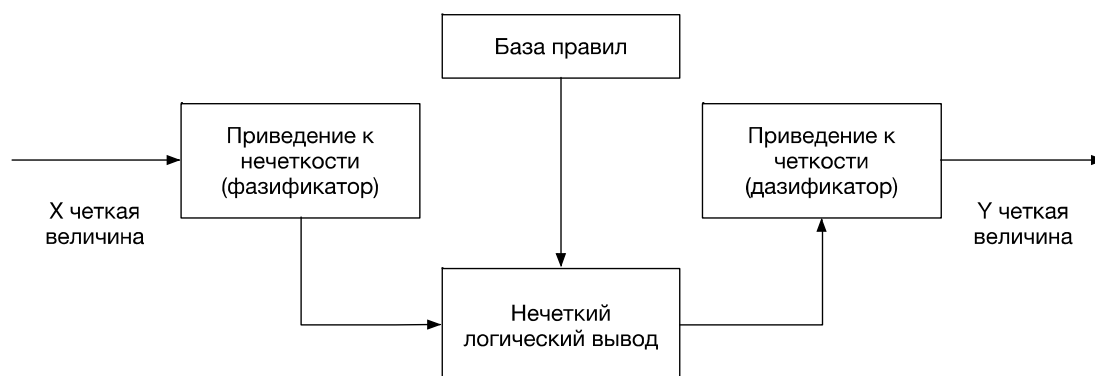 База правил
Приведение к
нечеткости
(фазификатор)
Приведение к
четкости
(дазификатор)
X четкая
величина
Y четкая
величина
Нечеткий
логический вывод